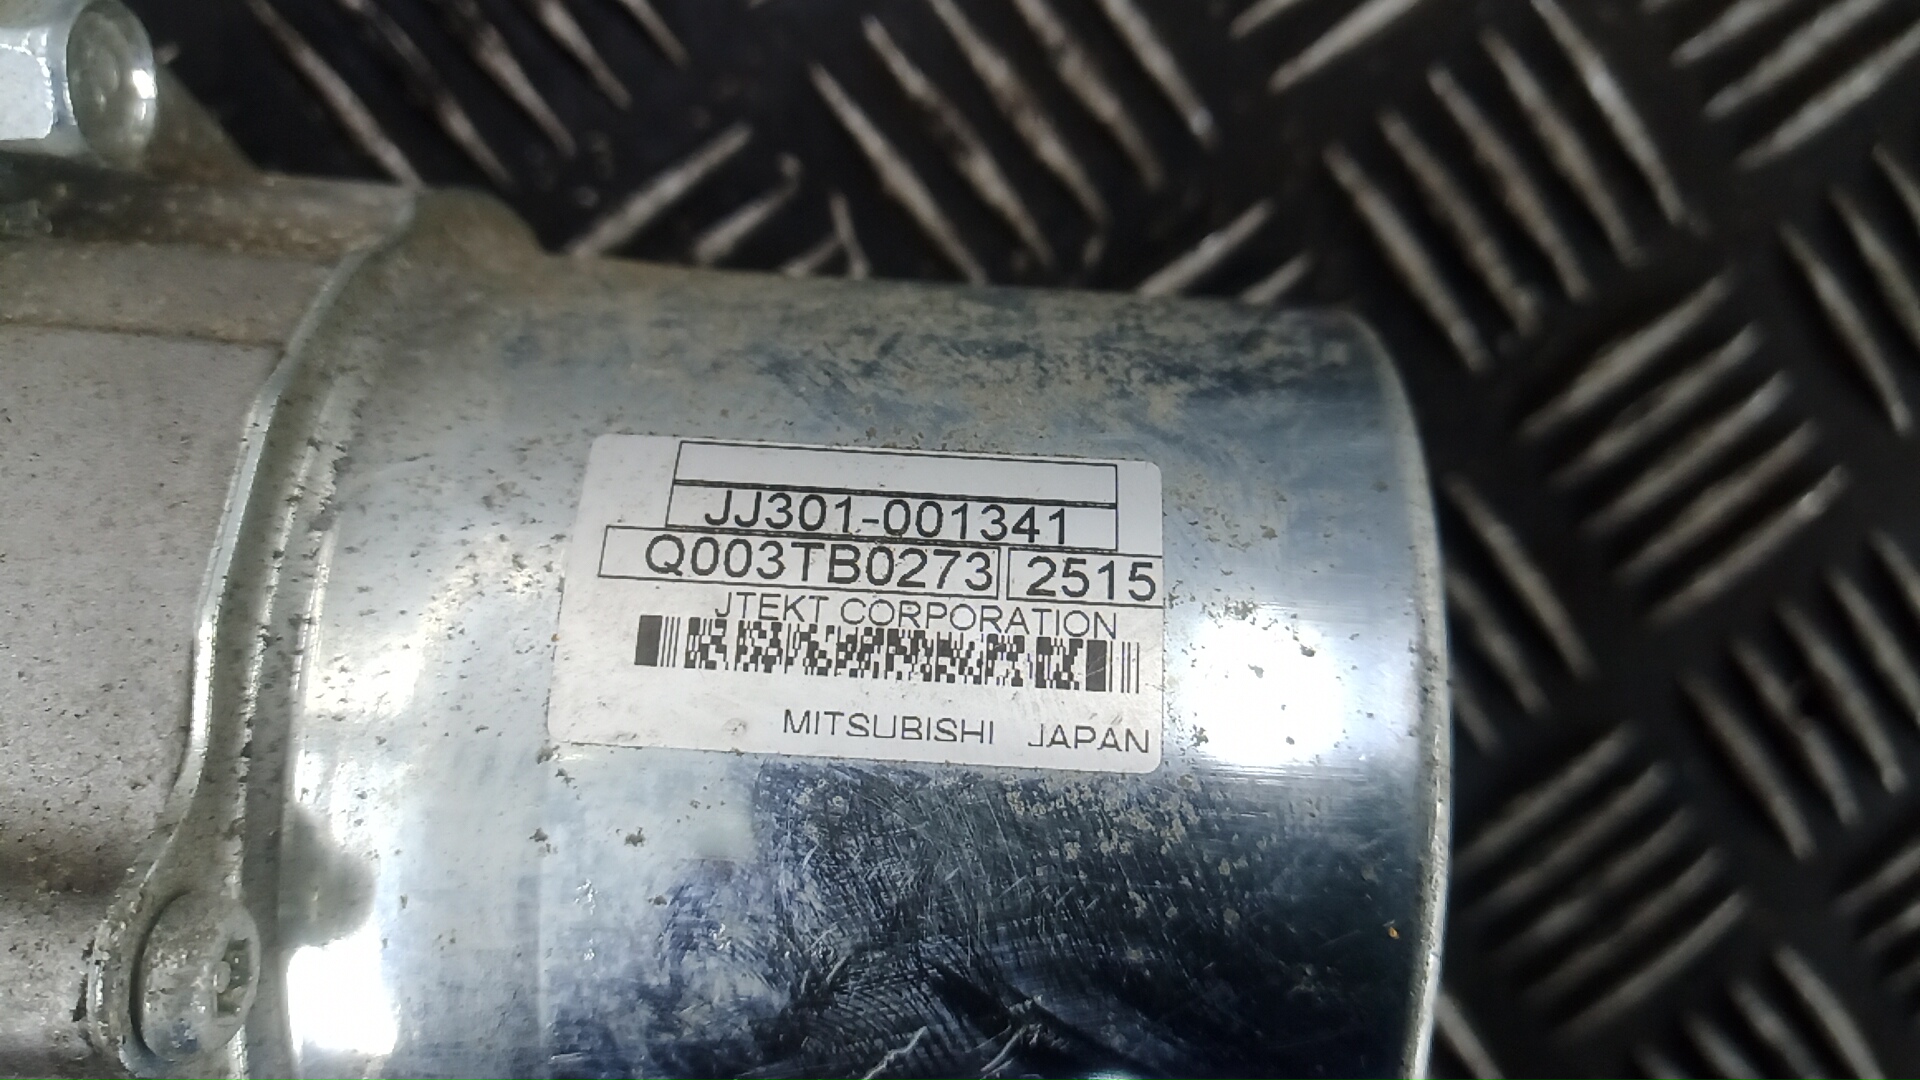 JJ301-001341
Q003TB0273 2515
JTEKT CORPORATION
MITSUBISHI JAPAN